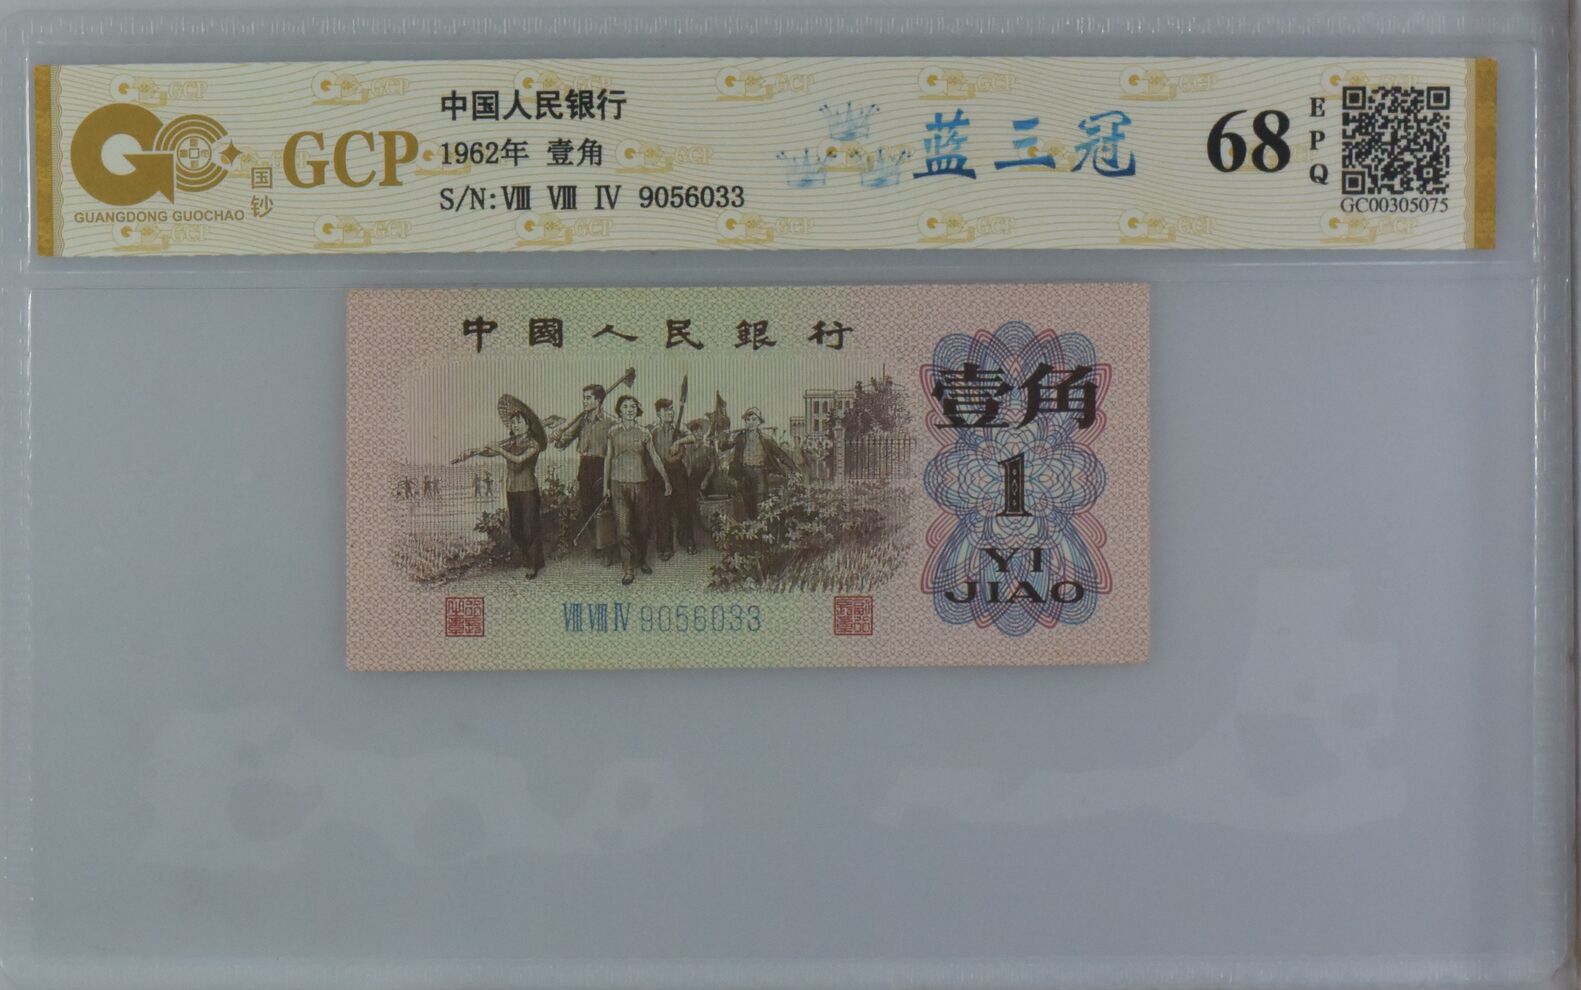 GCP
GUANGDONG GUOCHAO
国钞
中国人民银行
1962年 壹角
S/N: Ⅷ Ⅷ Ⅳ 9056033
蓝三冠
68
EPQ
GC00305075
中國人民銀行
壹角
1
YI
JIAO
Ⅷ Ⅷ Ⅳ 9056033